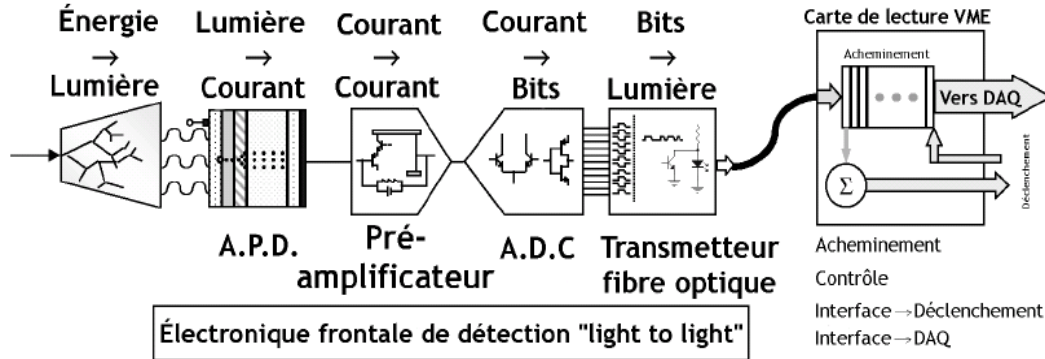 Énergie
→
Lumière
Lumière
→
Courant
Courant
→
Courant
Courant
→
Bits
Bits
→
Lumière
A.P.D.
Pré-
amplificateur
A.D.C
Transmetteur
fibre optique
Électronique frontale de détection "light to light"
Carte de lecture VME
Acheminement
Vers DAQ
Σ
Déclenchement
Acheminement
Contrôle
Interface→Déclenchement
Interface→DAQ